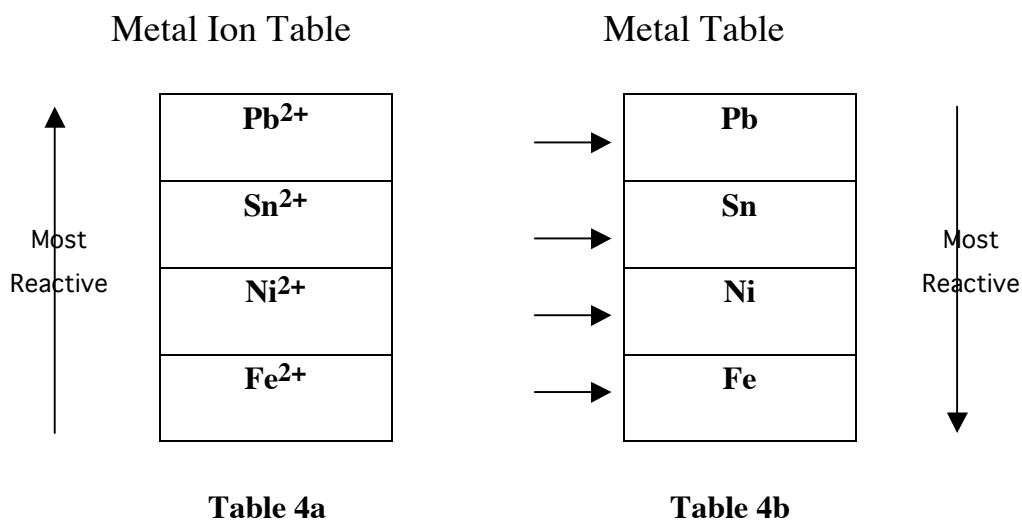 Metal Ion Table
Metal Table
Pb2+
Pb
Sn2+
Sn
Most
Reactive
Most
Reactive
Ni2+
Ni
Fe2+
Fe
Table 4a
Table 4b